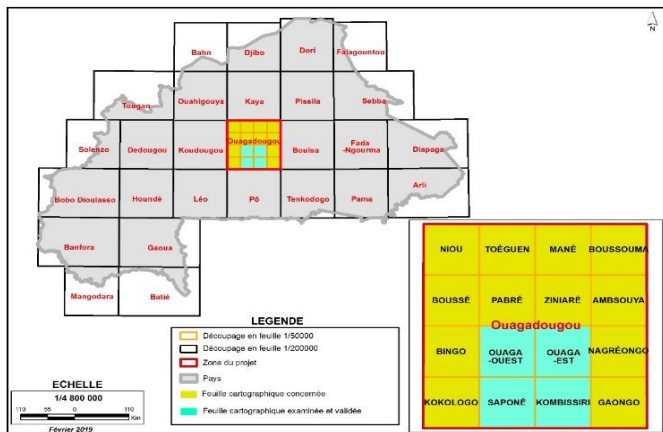 N
Bahn Djibo Dori Falagountou
Tougan Ouahigouya Kaya Pissila Sebba
Solenzo Dedougou Koudougou Ouagadougou Boulsa Fada
-Ngourma Diapaga
Bobo Dioulasso Houndé Léo Pô Tenkodogo Pama Arli
Banfora Gaoua
Mangodara Batié
ECHELLE
1/4 800 000
110 55 0 110
Km
Février 2019
LEGENDE
Découpage en feuille 1/50000
Découpage en feuille 1/200000
Zone du projet
Pays
Feuille cartographique concernée
Feuille cartographique examinée et validée
NIOU TOÉGUEN MANÉ BOUSSOUMA
BOUSSÉ PABRÉ ZINIARÉ AMBSOUYA
Ouagadougou
BINGO OUAGA
-OUEST OUAGA
-EST NAGRÉONGO
KOKOLOGO SAPONÉ KOMBISSIRI GAONGO